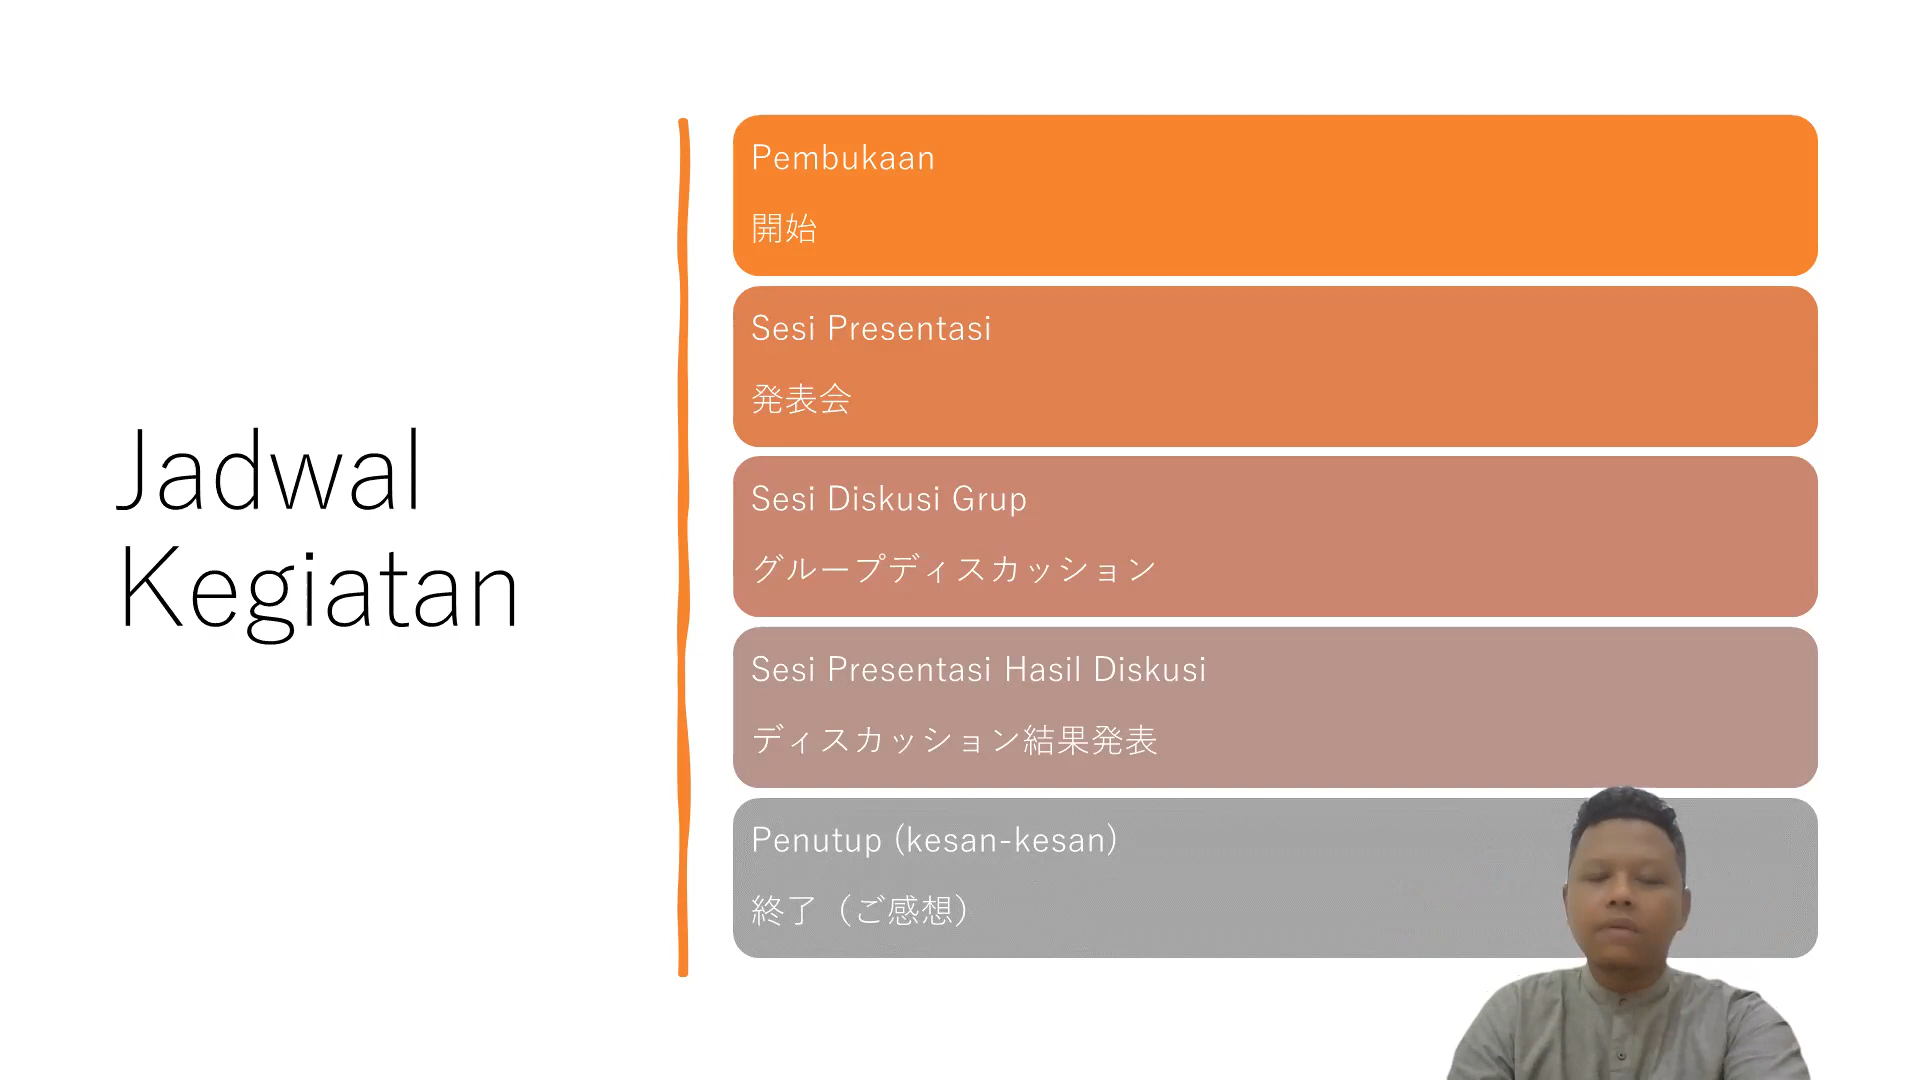 Jadwal
Kegiatan
Pembukaan
開始
Sesi Presentasi
発表会
Sesi Diskusi Grup
グループディスカッション
Sesi Presentasi Hasil Diskusi
ディスカッション結果発表
Penutup (kesan-kesan)
終了（ご感想）